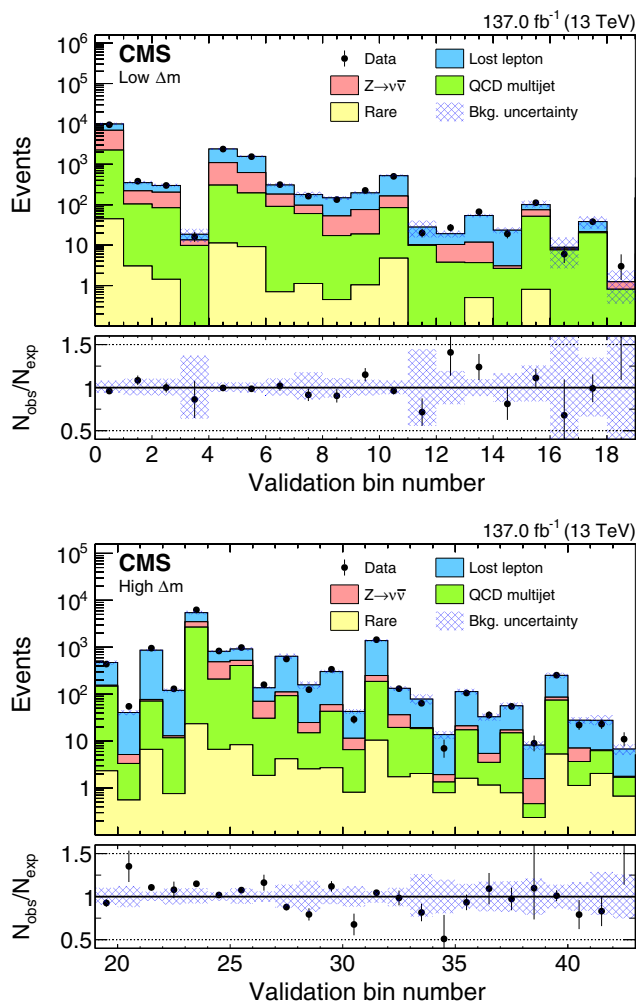 137.0 fb⁻¹ (13 TeV)
CMS
Low Δm
Data
Lost lepton
Z→νν̄
QCD multijet
Rare
Bkg. uncertainty
Events
10⁶
10⁵
10⁴
10³
10²
10
1
N_obs/N_exp
1.5
1
0.5
0 2 4 6 8 10 12 14 16 18
Validation bin number
137.0 fb⁻¹ (13 TeV)
CMS
High Δm
Data
Lost lepton
Z→νν̄
QCD multijet
Rare
Bkg. uncertainty
Events
10⁵
10⁴
10³
10²
10
1
N_obs/N_exp
1.5
1
0.5
20 25 30 35 40
Validation bin number